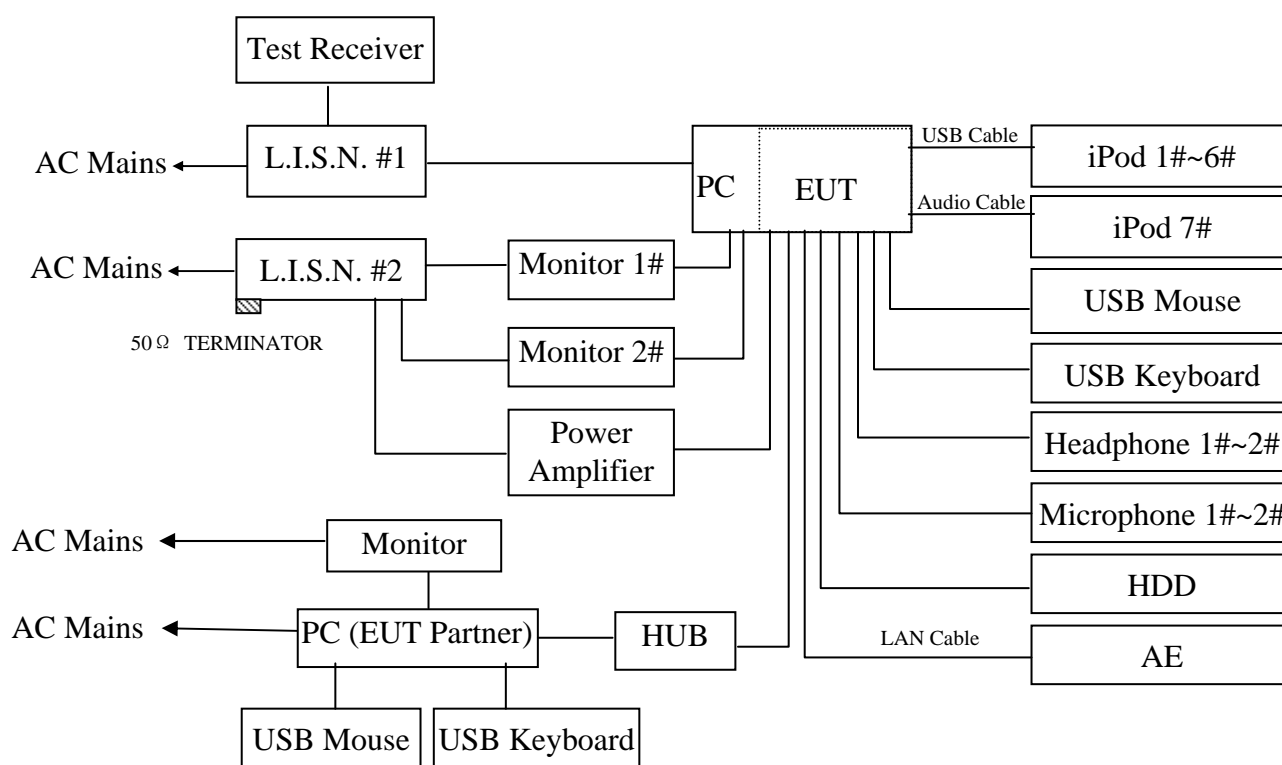 Test Receiver
AC Mains
L.I.S.N. #1
PC
EUT
USB Cable
iPod 1#~6#
Audio Cable
iPod 7#
AC Mains
L.I.S.N. #2
50Ω TERMINATOR
Monitor 1#
Monitor 2#
Power
Amplifier
USB Mouse
USB Keyboard
Headphone 1#~2#
Microphone 1#~2#
HDD
LAN Cable
AE
AC Mains
Monitor
AC Mains
PC (EUT Partner)
HUB
USB Mouse
USB Keyboard